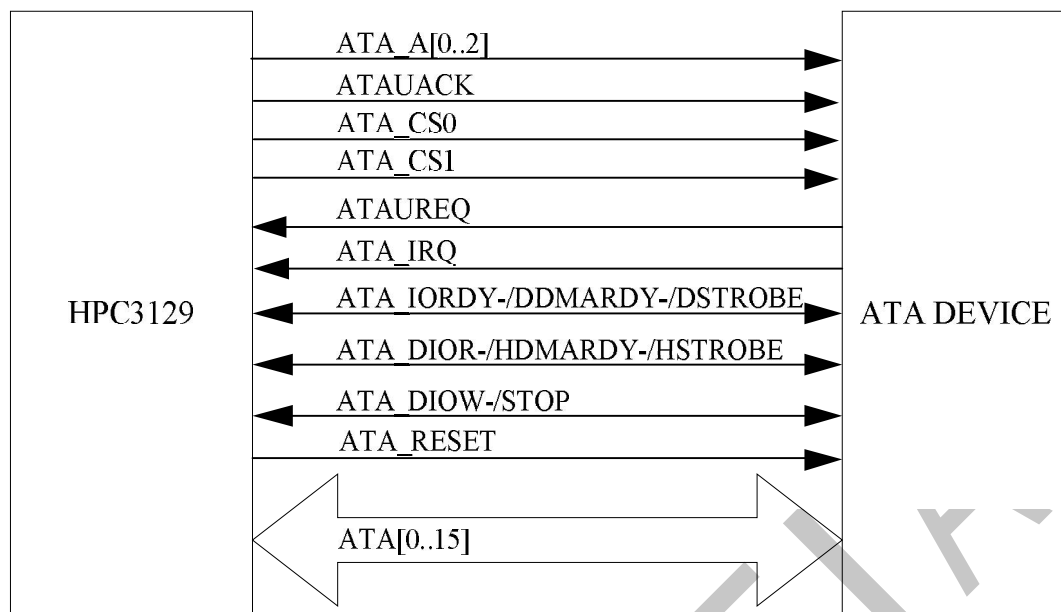 ATA_A[0..2]
ATAUACK
ATA_CS0
ATA_CS1
ATAUREQ
ATA_IRQ
HPC3129
ATA_IORDY-/DDMARDY-/DSTROBE
ATA DEVICE
ATA_DIOR-/HDMARDY-/HSTROBE
ATA_DIOW-/STOP
ATA_RESET
ATA[0..15]